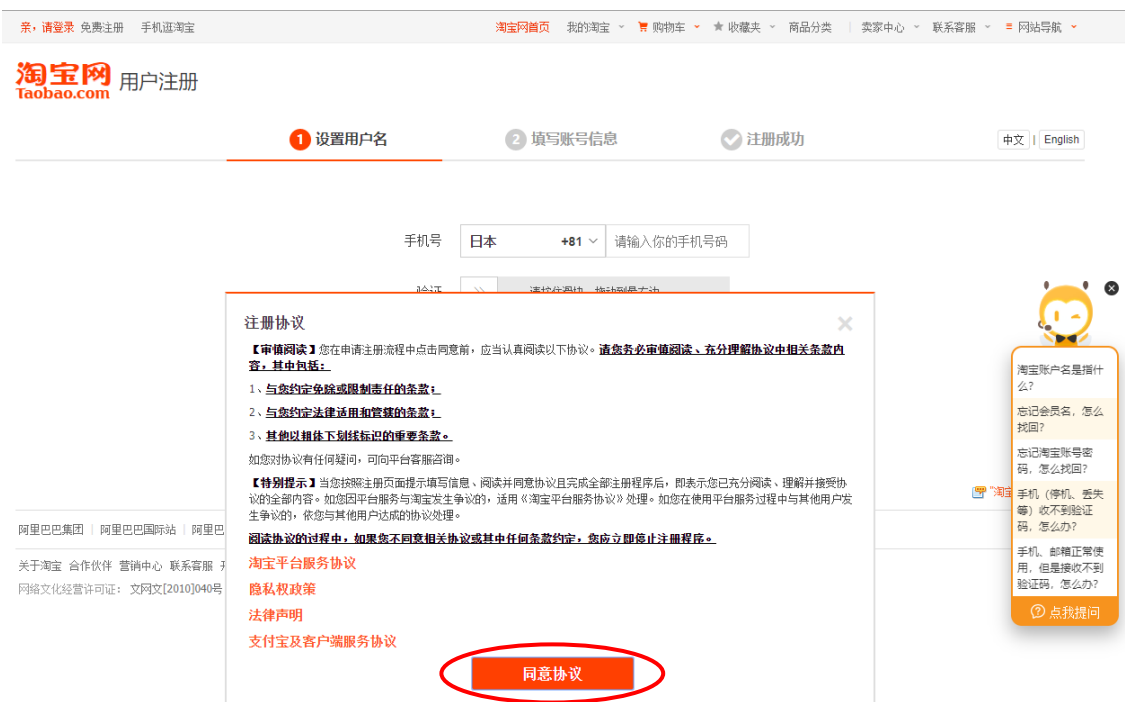 亲，请登录 免费注册 手机逛淘宝 淘宝网首页 我的淘宝 购物车 ★ 收藏夹 商品分类 | 卖家中心 联系客服 网站导航
淘宝网
Taobao.com
用户注册
1 设置用户名 2 填写账号信息 注册成功 中文 | English
手机号 日本 +81 请输入你的手机号码
验证 >> 请按住滑块，拖动到最右边
注册协议
【审慎阅读】您在申请注册流程中点击同意前，应当认真阅读以下协议。请您务必审慎阅读、充分理解协议中相关条款内
容，其中包括：
1、与您约定免除或限制责任的条款；
2、与您约定法律适用和管辖的条款；
3、其他以粗体下划线标识的重要条款。
如您对协议有任何疑问，可向平台客服咨询。
【特别提示】当您按照注册页面提示填写信息、阅读并同意协议且完成全部注册程序后，即表示您已充分阅读、理解并接受协
议的全部内容。如您因平台服务与淘宝发生争议的，适用《淘宝平台服务协议》处理。如您在使用平台服务过程中与其他用户发
生争议的，依您与其他用户达成的协议处理。
阅读协议的过程中，如果您不同意相关协议或其中任何条款约定，您应立即停止注册程序。
淘宝平台服务协议
隐私权政策
法律声明
支付宝及客户端服务协议
同意协议
淘宝账户名是指什
么？
忘记会员名，怎么
找回？
忘记淘宝账号密
码，怎么找回？
手机（停机、丢失
等）收不到验证
码，怎么办？
手机、邮箱正常使
用，但是接收不到
验证码，怎么办？
点我提问
"淘宝
阿里巴巴集团 | 阿里巴巴国际站 | 阿里巴
关于淘宝 合作伙伴 营销中心 联系客服
网络文化经营许可证： 文网文[2010]040号